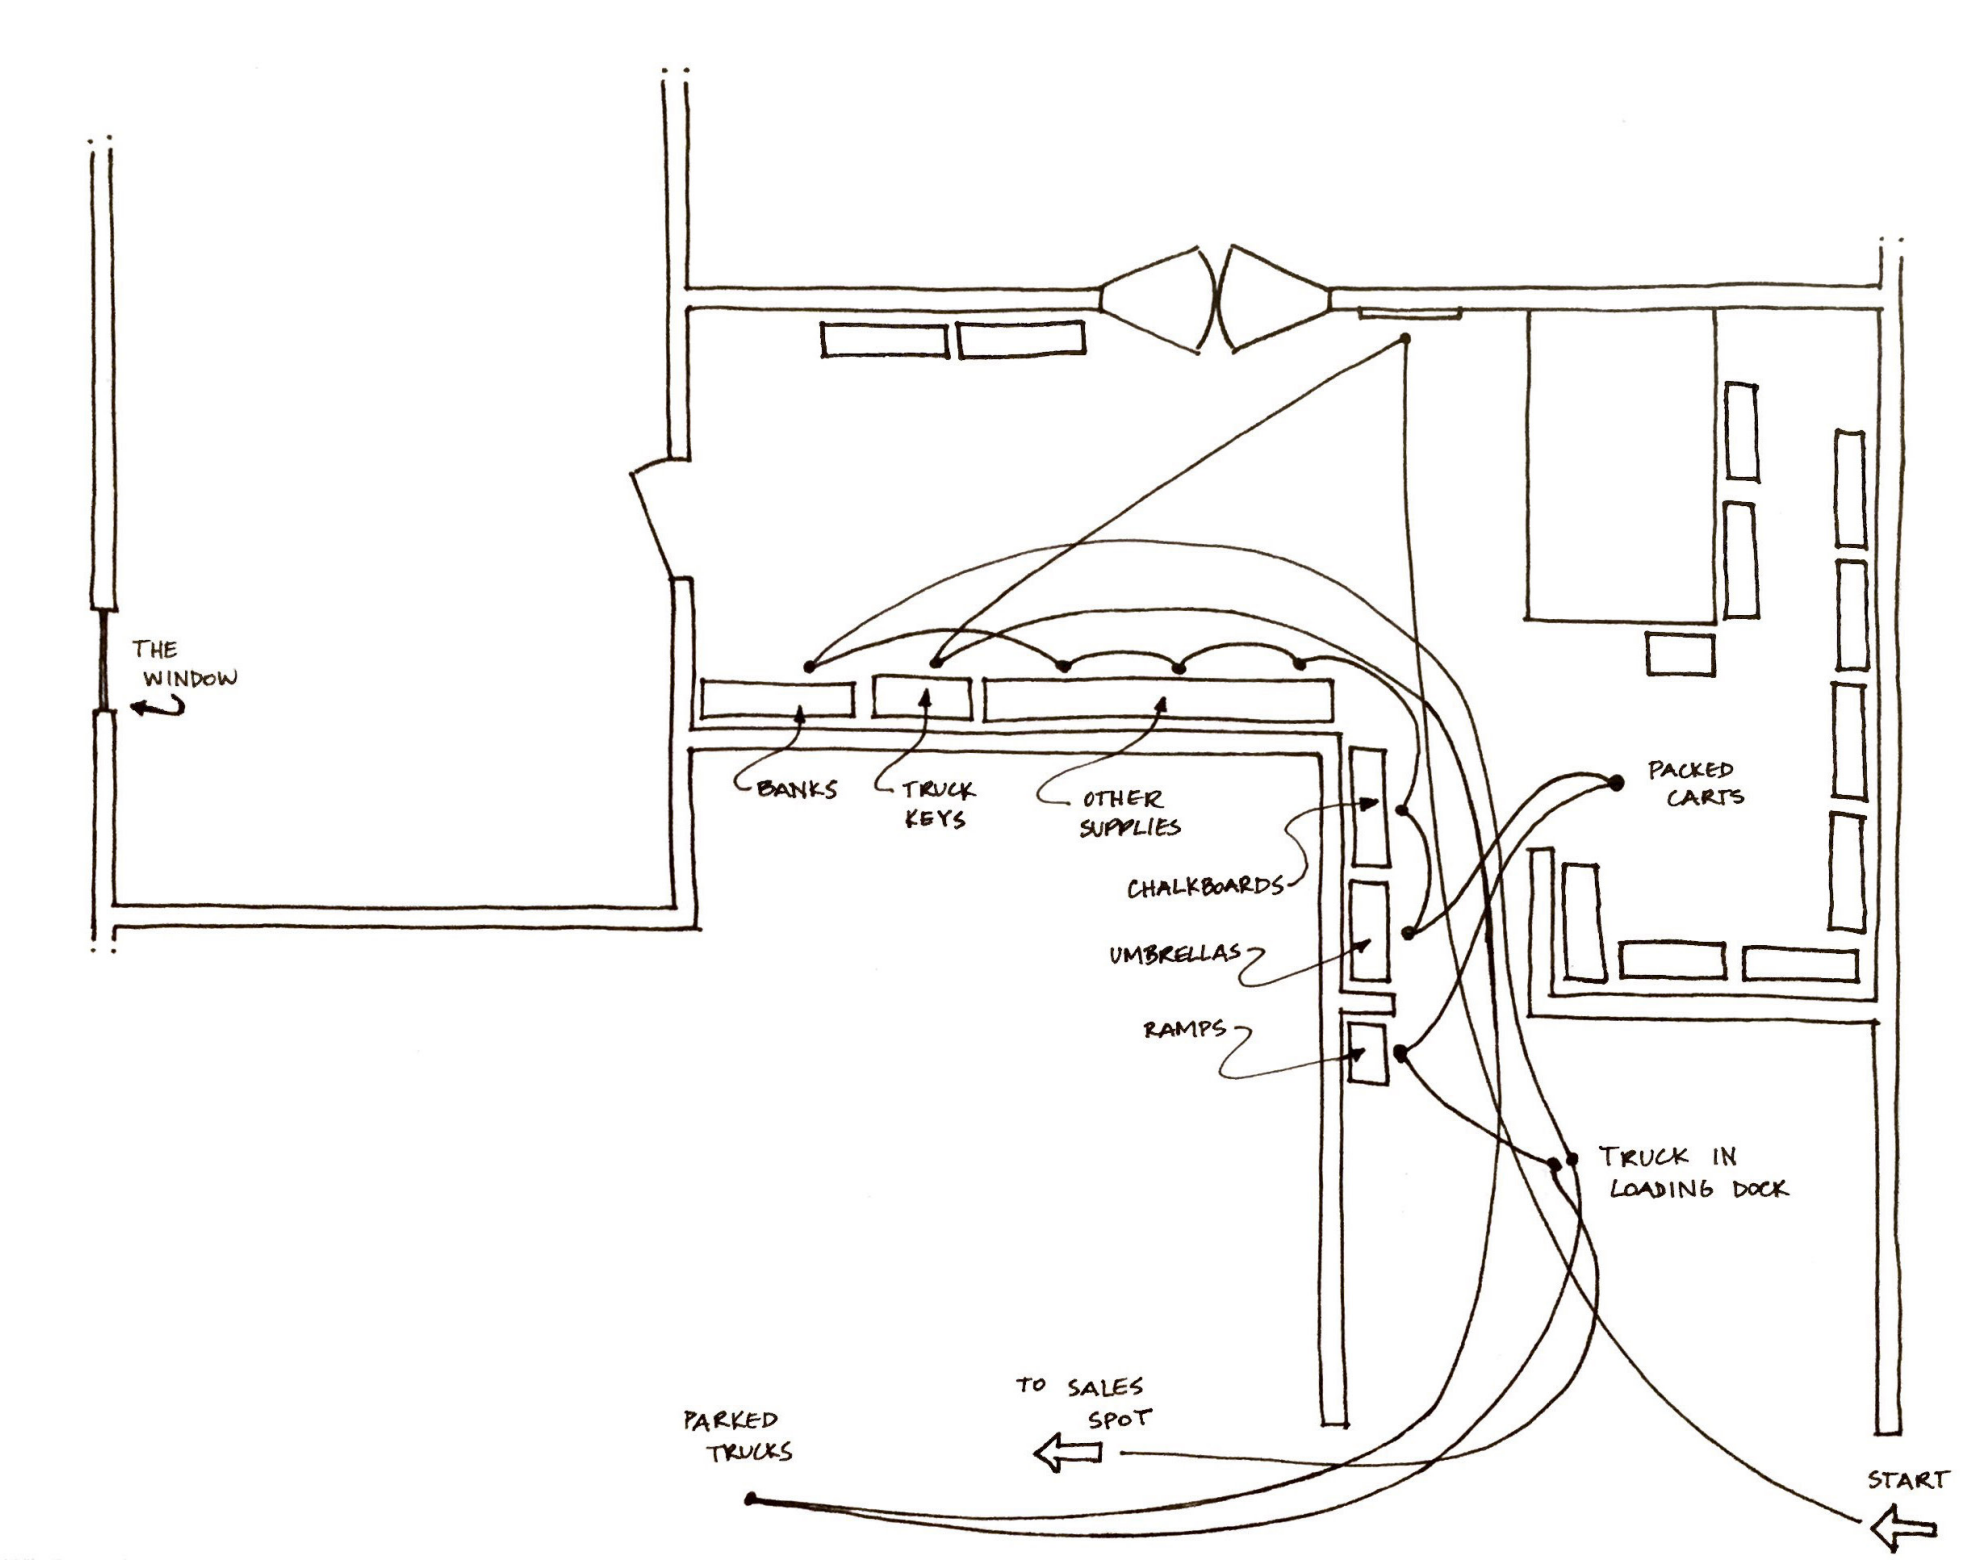 THE
WINDOW
BANKS
TRUCK
KEYS
OTHER
SUPPLIES
PACKED
CARTS
CHALKBOARDS
UMBRELLAS
RAMPS
TRUCK IN
LOADING DOCK
TO SALES
SPOT
PARKED
TRUCKS
START